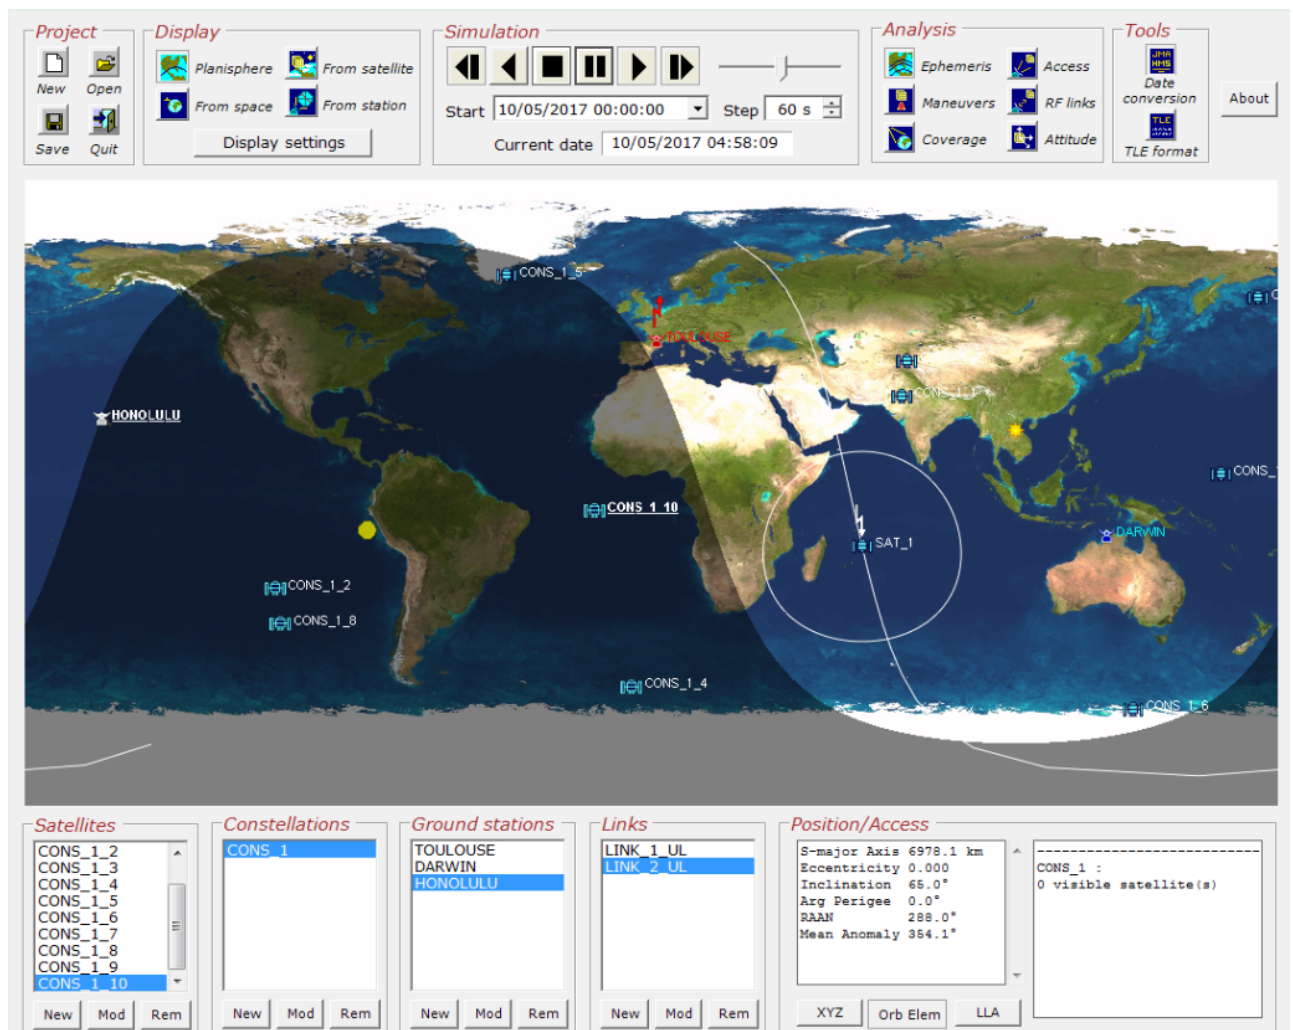 Project
New
Open
Save
Quit
Display
Planisphere
From satellite
From space
From station
Display settings
Simulation
Start 10/05/2017 00:00:00
Step 60 s
Current date 10/05/2017 04:58:09
Analysis
Ephemeris
Access
Maneuvers
RF links
Coverage
Attitude
Tools
JMA
HMS
Date
conversion
TLE
TLE format
About
CONS_1_5
TOULOUSE
HONOLULU
CONS_1_10
SAT_1
CONS_1_
DARWIN
CONS_1_2
CONS_1_8
CONS_1_4
CONS_1_6
Satellites
CONS_1_2
CONS_1_3
CONS_1_4
CONS_1_5
CONS_1_6
CONS_1_7
CONS_1_8
CONS_1_9
CONS_1_10
New Mod Rem
Constellations
CONS_1
New Mod Rem
Ground stations
TOULOUSE
DARWIN
HONOLULU
New Mod Rem
Links
LINK_1_UL
LINK_2_UL
New Mod Rem
Position/Access
S-major Axis 6978.1 km
Eccentricity 0.000
Inclination 65.0°
Arg Perigee 0.0°
RAAN 288.0°
Mean Anomaly 354.1°
XYZ
Orb Elem
LLA
---------------------------
CONS_1 :
0 visible satellite(s)